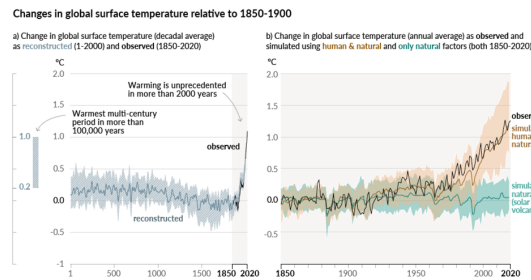 Changes in global surface temperature relative to 1850-1900
a) Change in global surface temperature (decadal average)
as reconstructed (1-2000) and observed (1850-2020)
°C
2.0
1.5
1.0
0.5
0.0
-0.5
-1
1
500
1000
1500
1850
2020
1.0
0.2
Warming is unprecedented
in more than 2000 years
Warmest multi-century
period in more than
100,000 years
observed
reconstructed
b) Change in global surface temperature (annual average) as observed and
simulated using human & natural and only natural factors (both 1850-2020)
°C
2.0
1.5
1.0
0.5
0.0
-0.5
1850
1900
1950
2000
2020
obser
simul
huma
natur
simula
natura
(solar
volcan